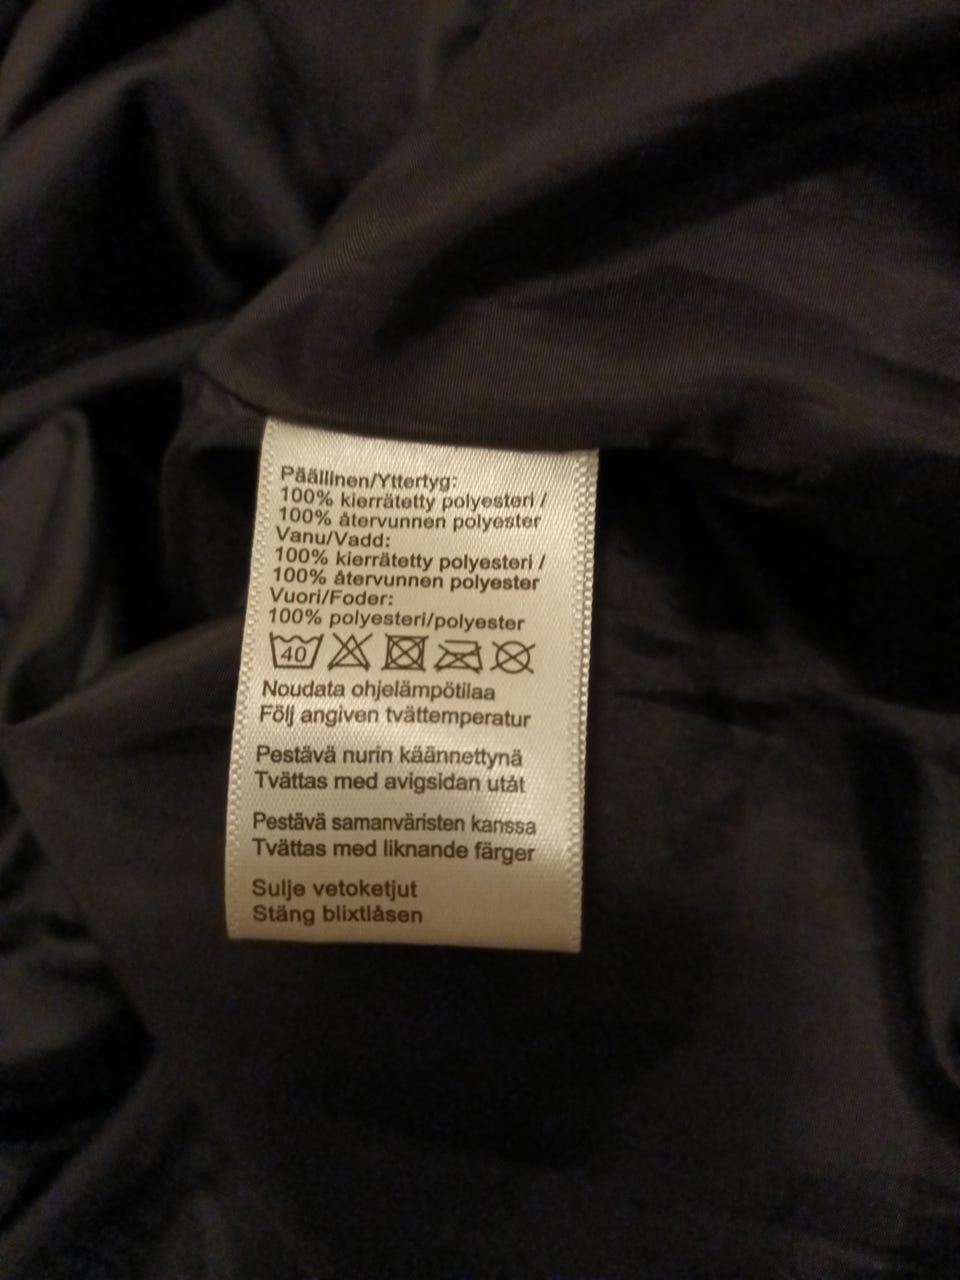 Päällinen/Yttertyg:
100% kierrätetty polyesteri /
100% återvunnen polyester
Vanu/Vadd:
100% kierrätetty polyesteri /
100% återvunnen polyester
Vuori/Foder:
100% polyesteri/polyester
40
Noudata ohjelämpötilaa
Följ angiven tvättemperatur
Pestävä nurin käännettynä
Tvättas med avigsidan utåt
Pestävä samanväristen kanssa
Tvättas med liknande färger
Sulje vetoketjut
Stäng blixtlåsen